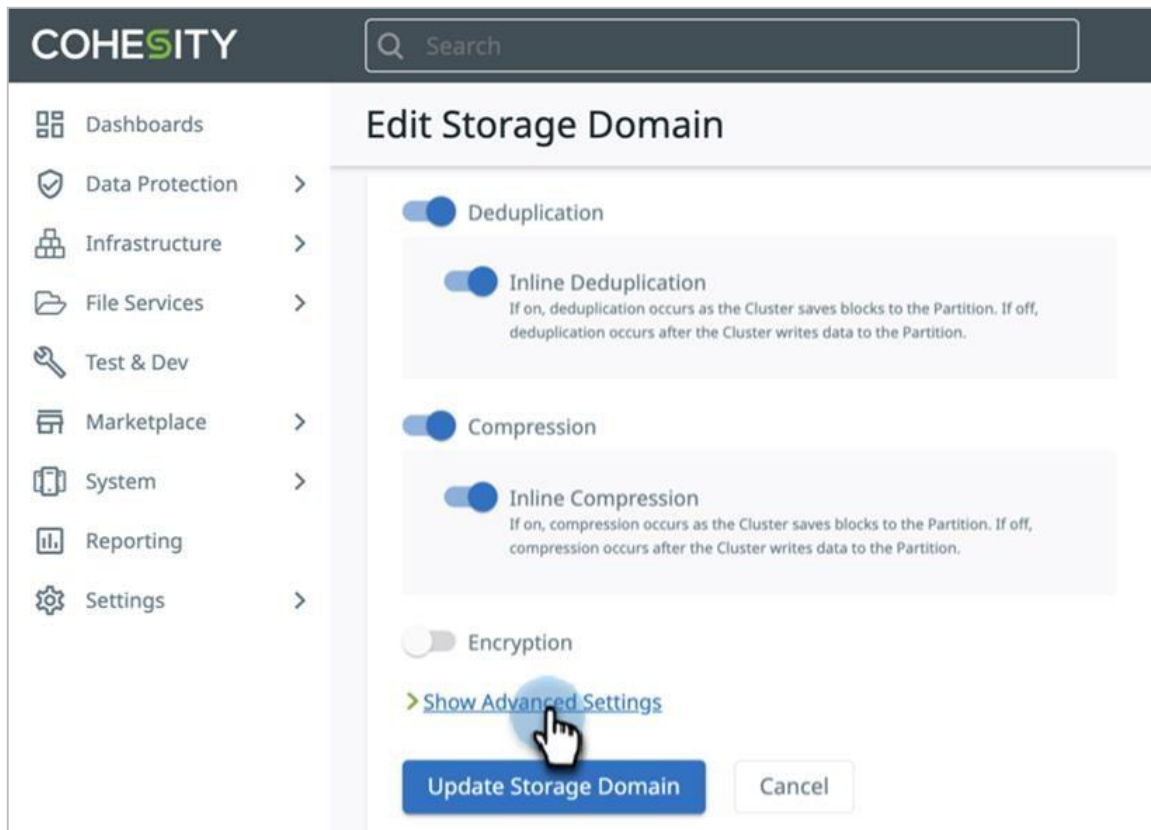 COHESITY
Search
Dashboards
Data Protection
Infrastructure
File Services
Test & Dev
Marketplace
System
Reporting
Settings
Edit Storage Domain
Deduplication
Inline Deduplication
If on, deduplication occurs as the Cluster saves blocks to the Partition. If off,
deduplication occurs after the Cluster writes data to the Partition.
Compression
Inline Compression
If on, compression occurs as the Cluster saves blocks to the Partition. If off,
compression occurs after the Cluster writes data to the Partition.
Encryption
Show Advanced Settings
Update Storage Domain
Cancel